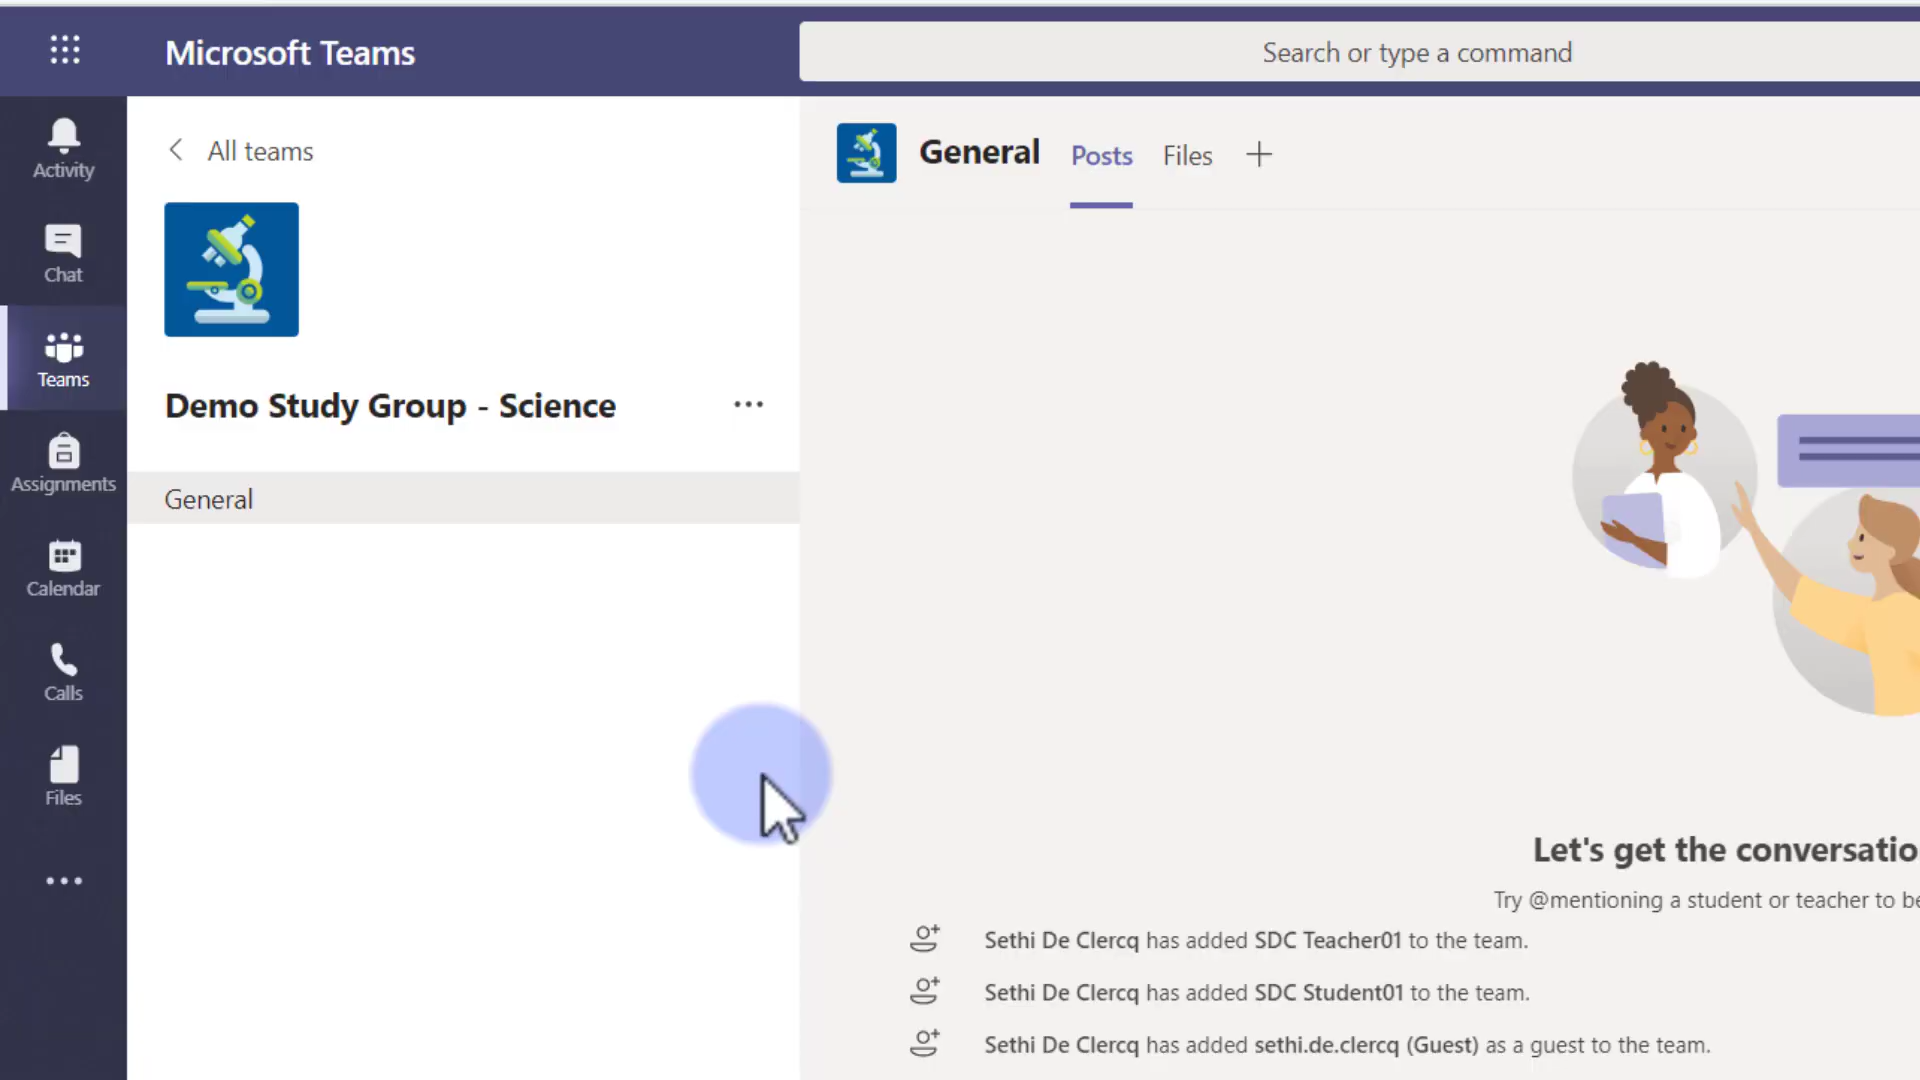 Microsoft Teams
Search or type a command
Activity
Chat
Teams
Assignments
Calendar
Calls
Files
All teams
Demo Study Group - Science
General
General Posts Files
Let's get the conversatio
Try @mentioning a student or teacher to be
Sethi De Clercq has added SDC Teacher01 to the team.
Sethi De Clercq has added SDC Student01 to the team.
Sethi De Clercq has added sethi.de.clercq (Guest) as a guest to the team.